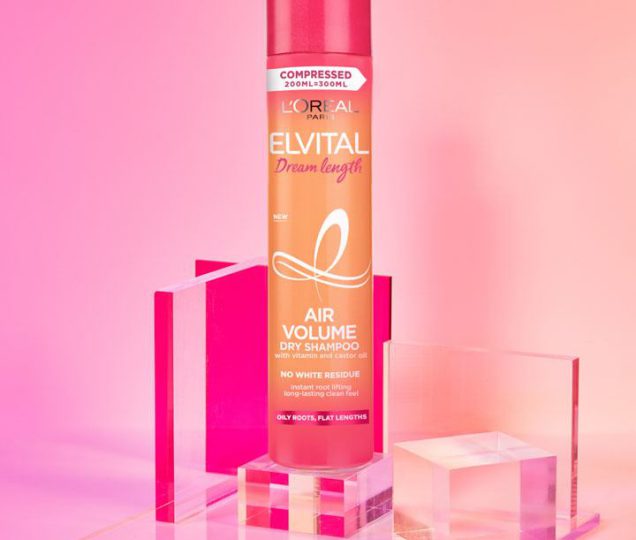 COMPRESSED
200ML=300ML
L'ORÉAL
PARIS
ELVITAL
Dream length
NEW
AIR
VOLUME
DRY SHAMPOO
with vitamin and castor oil
NO WHITE RESIDUE
instant root lifting
long-lasting clean feel
OILY ROOTS, FLAT LENGTHS